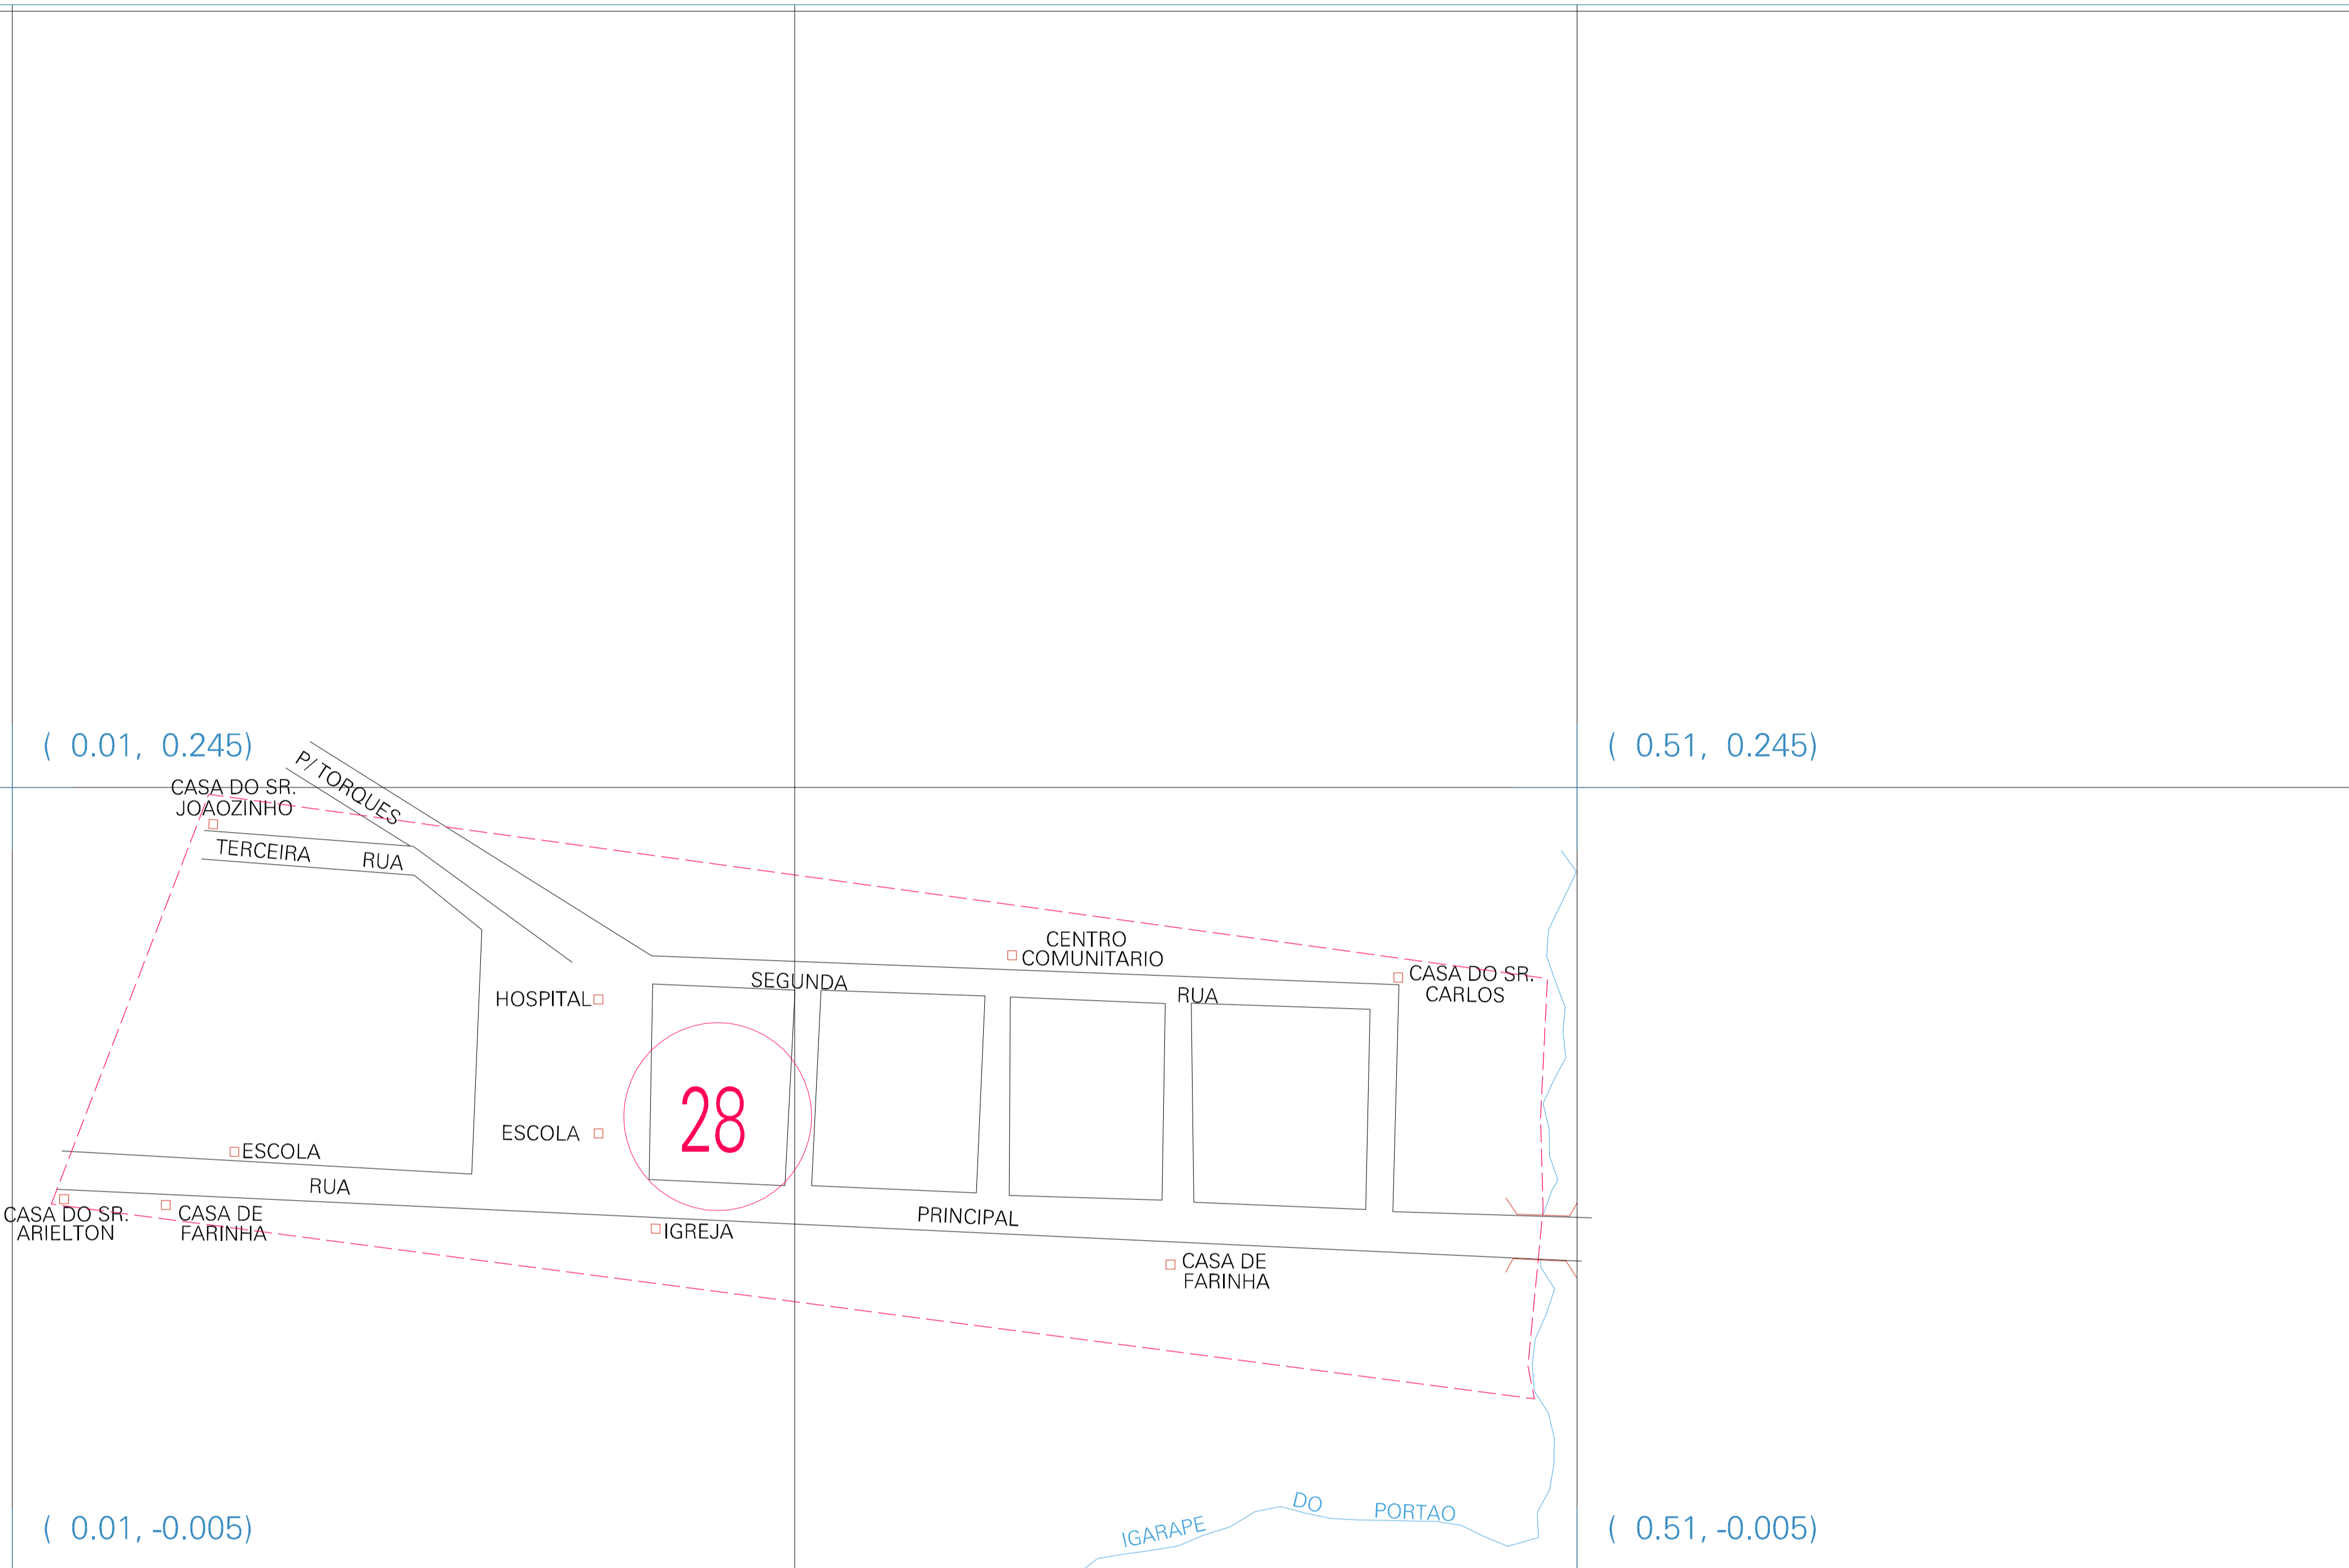 ( 0.01, 0.245)
( 0.51, 0.245)
P/ TORQUES
CASA DO SR.
JOAOZINHO
TERCEIRA RUA
CENTRO
COMUNITARIO
CASA DO SR.
CARLOS
SEGUNDA RUA
HOSPITAL
28
ESCOLA
ESCOLA
RUA PRINCIPAL
CASA DO SR.
ARIELTON
CASA DE
FARINHA
IGREJA
CASA DE
FARINHA
IGARAPE DO PORTAO
( 0.01, -0.005)
( 0.51, -0.005)